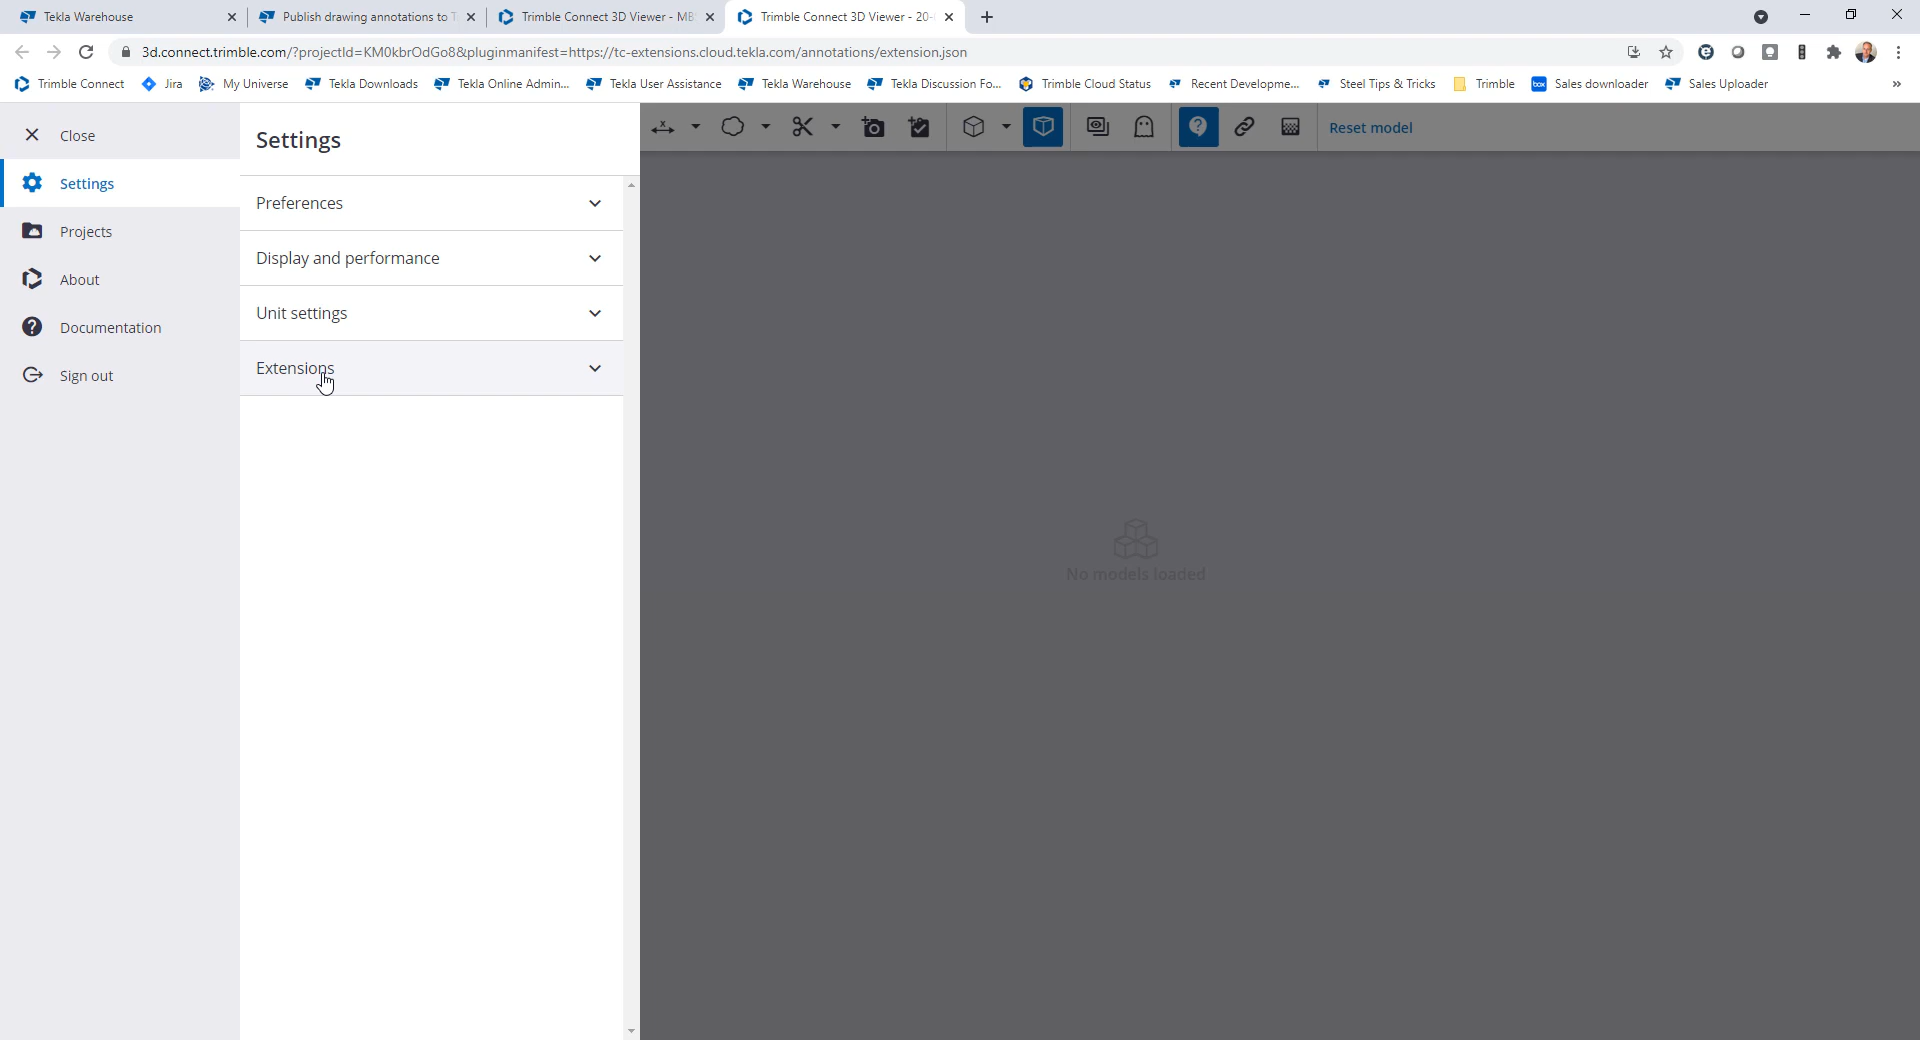 Tekla Warehouse
Publish drawing annotations to T
Trimble Connect 3D Viewer - MB
Trimble Connect 3D Viewer - 20-
3d.connect.trimble.com/?projectId=KM0kbrOdGo8&pluginmanifest=https://tc-extensions.cloud.tekla.com/annotations/extension.json
Trimble Connect
Jira
My Universe
Tekla Downloads
Tekla Online Admin...
Tekla User Assistance
Tekla Warehouse
Tekla Discussion Fo...
Trimble Cloud Status
Recent Developme...
Steel Tips & Tricks
Trimble
box
Sales downloader
Sales Uploader
Close
Settings
Projects
About
Documentation
Sign out
Settings
Preferences
Display and performance
Unit settings
Extensions
Reset model
No models loaded